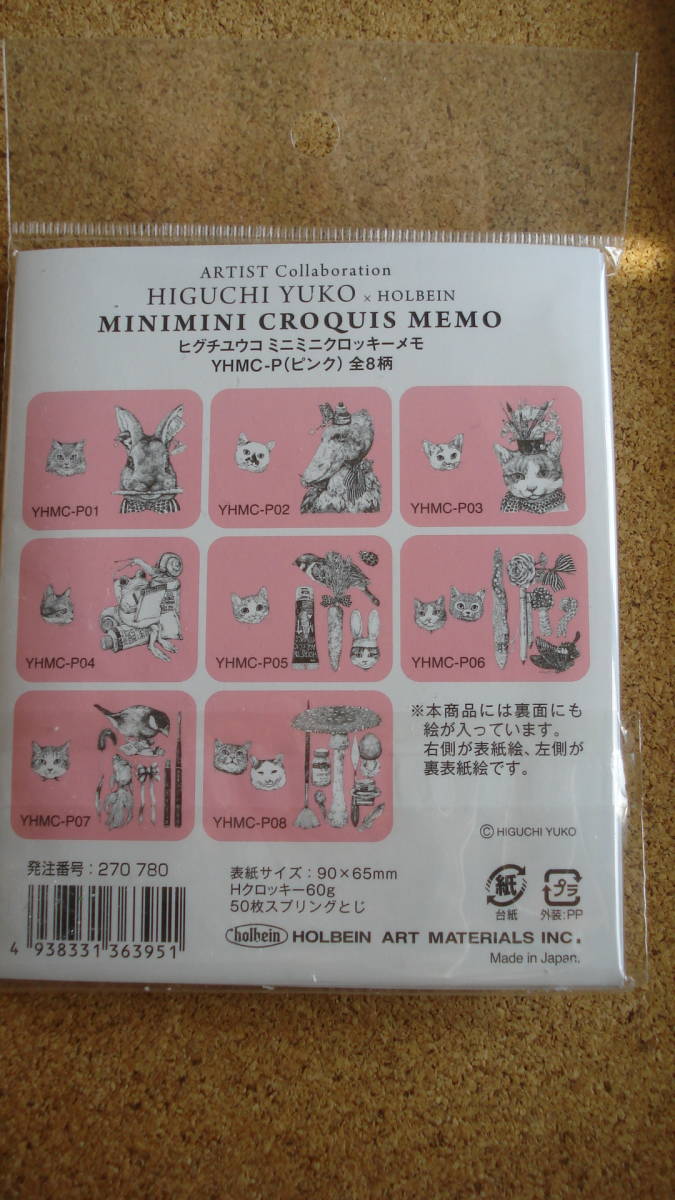 ARTIST Collaboration
HIGUCHI YUKO × HOLBEIN
MINIMINI CROQUIS MEMO
ヒグチユウコ ミニミニクロッキーメモ
YHMC-P(ピンク) 全8柄
YHMC-P01
YHMC-P02
YHMC-P03
YHMC-P04
YHMC-P05
YHMC-P06
YHMC-P07
YHMC-P08
※本商品には裏面にも
絵が入っています。
右側が表紙絵、左側が
裏表紙絵です。
©HIGUCHI YUKO
発注番号:270 780
4 938331 363951
表紙サイズ:90×65mm
Hクロッキー60g
50枚スプリングとじ
紙
台紙
プラ
外装:PP
holbein HOLBEIN ART MATERIALS INC.
Made in Japan.